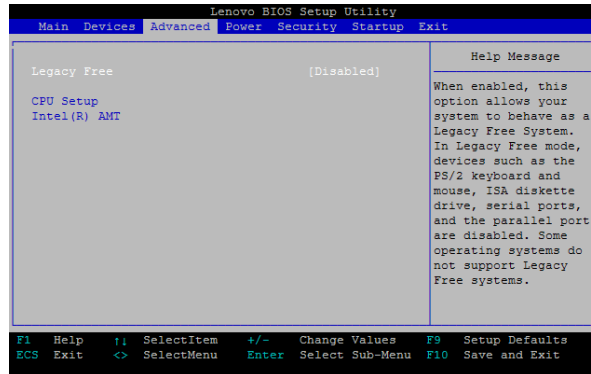 Lenovo BIOS Setup Utility
Main Devices Advanced Power Security Startup Exit
Legacy Free [Disabled]
CPU Setup
Intel(R) AMT
Help Message
When enabled, this
option allows your
system to behave as a
Legacy Free System.
In Legacy Free mode,
devices such as the
PS/2 keyboard and
mouse, ISA diskette
drive, serial ports,
and the parallel port
are disabled. Some
operating systems do
not support Legacy
Free systems.
F1 Help ↑↓ SelectItem +/- Change Values F9 Setup Defaults
ECS Exit <> SelectMenu Enter Select Sub-Menu F10 Save and Exit